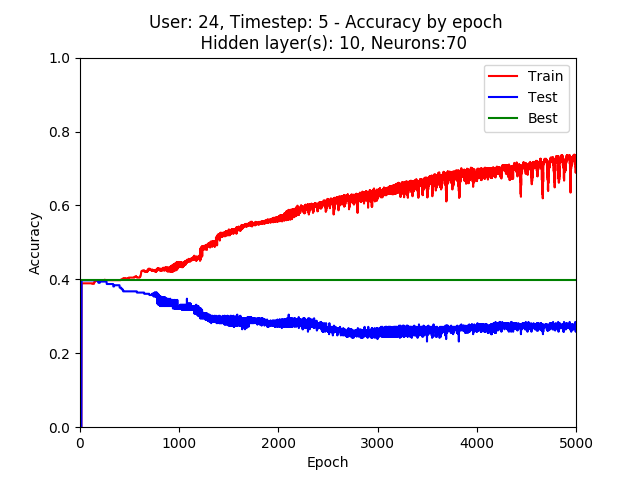 User: 24, Timestep: 5 - Accuracy by epoch
Hidden layer(s): 10, Neurons:70
1.0
Train
Test
Best
0.8
0.6
Accuracy
0.4
0.2
0.0
0 1000 2000 3000 4000 5000
Epoch